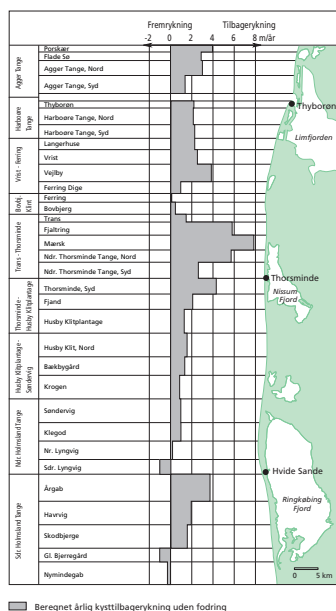 Fremrykning Tilbagerykning
-2 0 2 4 6 8 m/år
Agger Tange
Porskær
Flade Sø
Agger Tange, Nord
Agger Tange, Syd
Harboøre Tange
Thyborøn
Harboøre Tange, Nord
Harboøre Tange, Syd
Vrist - Ferring
Langerhuse
Vrist
Vejlby
Ferring Dige
Bovbj. Klint
Ferring
Bovbjerg
Trans - Thorsminde
Trans
Fjaltring
Mærsk
Ndr. Thorsminde Tange, Nord
Ndr. Thorsminde Tange, Syd
Thorsminde - Husby Klitplantage
Thorsminde, Syd
Fjand
Husby Klitplantage
Husby Klitplantage - Søndervig
Husby Klit, Nord
Bækbygård
Krogen
Ndr. Holmsland Tange
Søndervig
Klegod
Nr. Lyngvig
Sdr. Lyngvig
Sdr. Holmsland Tange
Årgab
Havrvig
Skodbjerge
Gl. Bjerregård
Nymindegab
Thyborøn
Limfjorden
Thorsminde
Nissum
Fjord
Hvide Sande
Ringkøbing
Fjord
0 5 km
Beregnet årlig kysttilbagerykning uden fodring